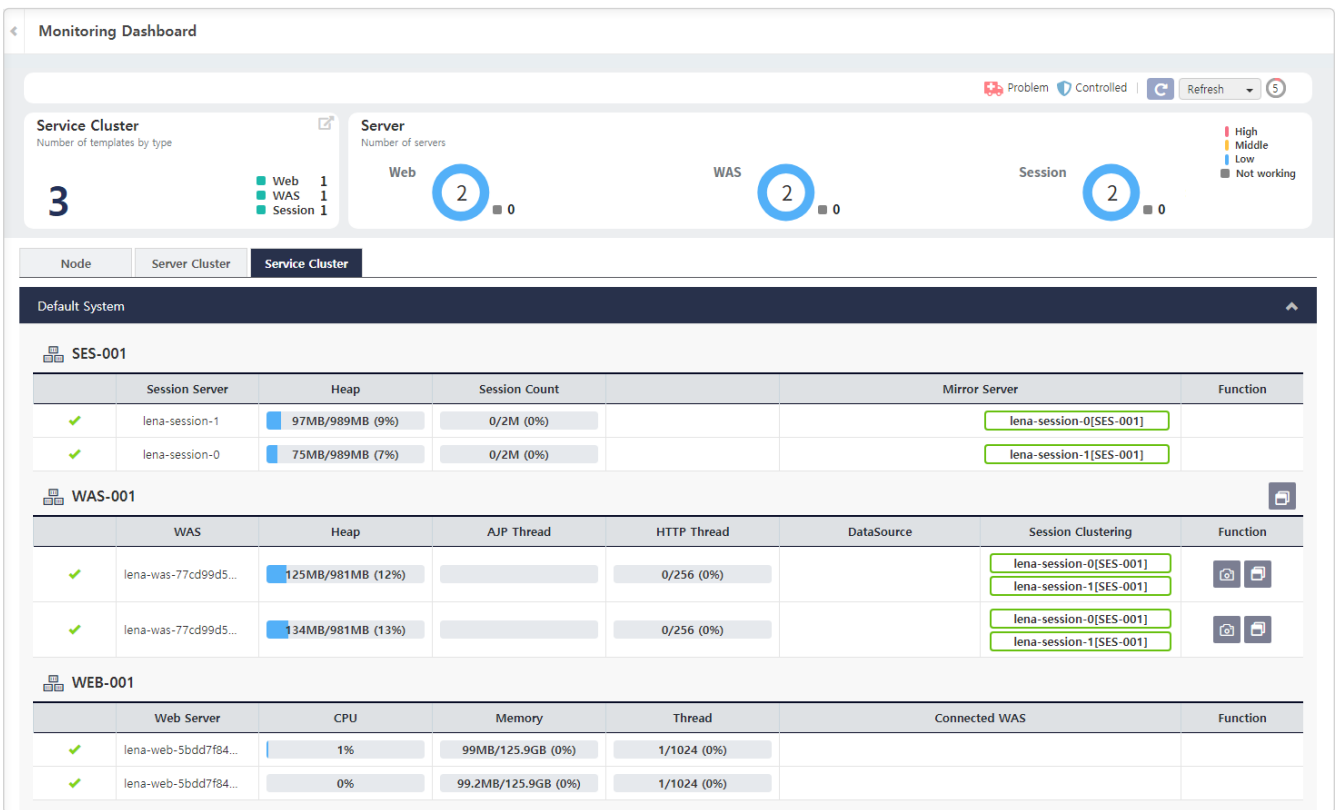 Monitoring Dashboard
Problem Controlled Refresh 5
Service Cluster
Number of templates by type
3
Web 1
WAS 1
Session 1
Server
Number of servers
Web 2 0
WAS 2 0
Session 2 0
High
Middle
Low
Not working
Node Server Cluster Service Cluster
Default System
SES-001
Session Server Heap Session Count Mirror Server Function
lena-session-1 97MB/989MB (9%) 0/2M (0%) lena-session-0[SES-001]
lena-session-0 75MB/989MB (7%) 0/2M (0%) lena-session-1[SES-001]
WAS-001
WAS Heap AJP Thread HTTP Thread DataSource Session Clustering Function
lena-was-77cd99d5... 125MB/981MB (12%) 0/256 (0%) lena-session-0[SES-001]
lena-session-1[SES-001]
lena-was-77cd99d5... 134MB/981MB (13%) 0/256 (0%) lena-session-0[SES-001]
lena-session-1[SES-001]
WEB-001
Web Server CPU Memory Thread Connected WAS Function
lena-web-5bdd7f84... 1% 99MB/125.9GB (0%) 1/1024 (0%)
lena-web-5bdd7f84... 0% 99.2MB/125.9GB (0%) 1/1024 (0%)